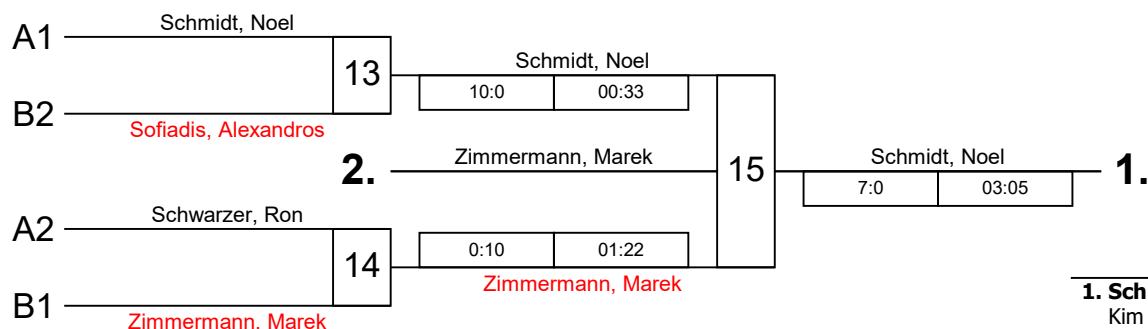 Schmidt, Noel
A1
13
Schmidt, Noel
10:0 00:33
B2
Sofiadis, Alexandros
2.
Zimmermann, Marek
15
Schmidt, Noel
1.
7:0 03:05
Schwarzer, Ron
A2
14
0:10 01:22
Zimmermann, Marek
B1
Zimmermann, Marek
1. Sch
Kim